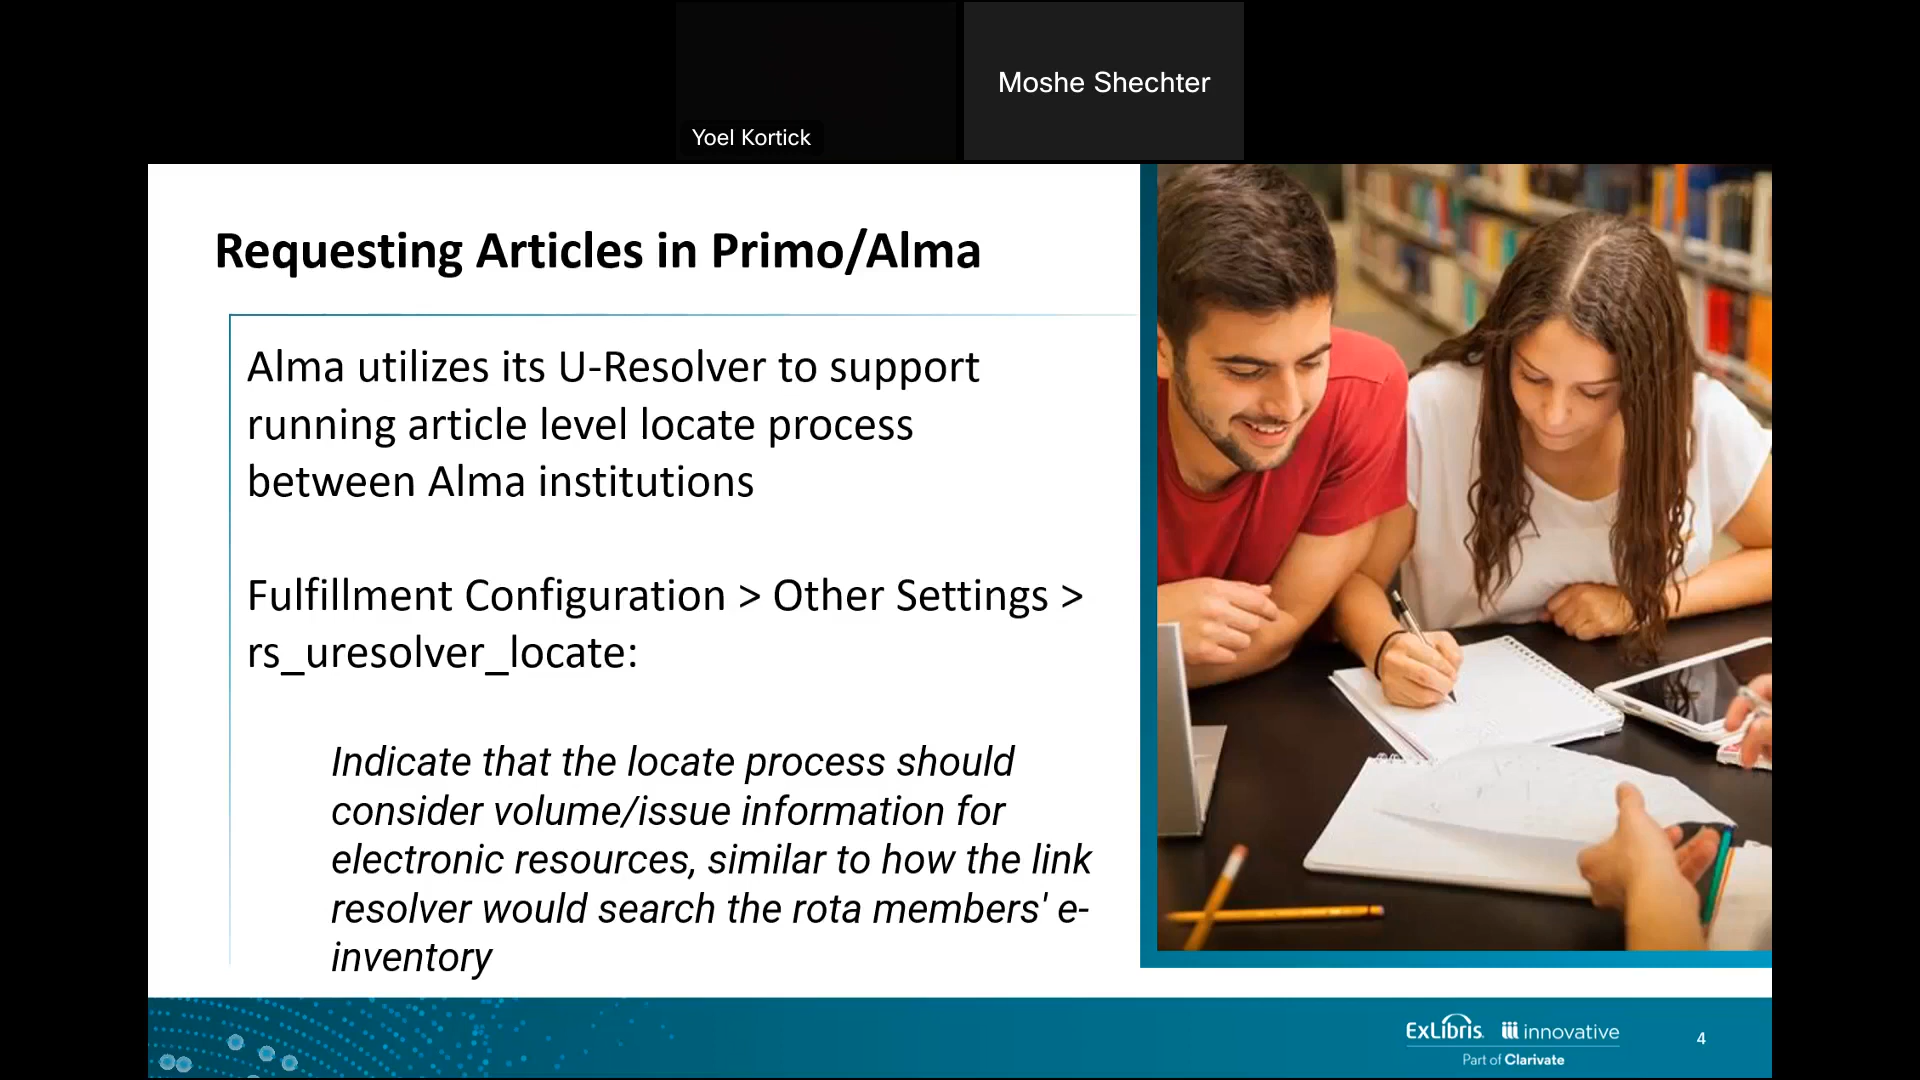 Moshe Shechter
Yoel Kortick
Requesting Articles in Primo/Alma
Alma utilizes its U-Resolver to support
running article level locate process
between Alma institutions
Fulfillment Configuration > Other Settings >
rs_uresolver_locate:
Indicate that the locate process should
consider volume/issue information for
electronic resources, similar to how the link
resolver would search the rota members' e-
inventory
ExLibris innovative
Part of Clarivate
4